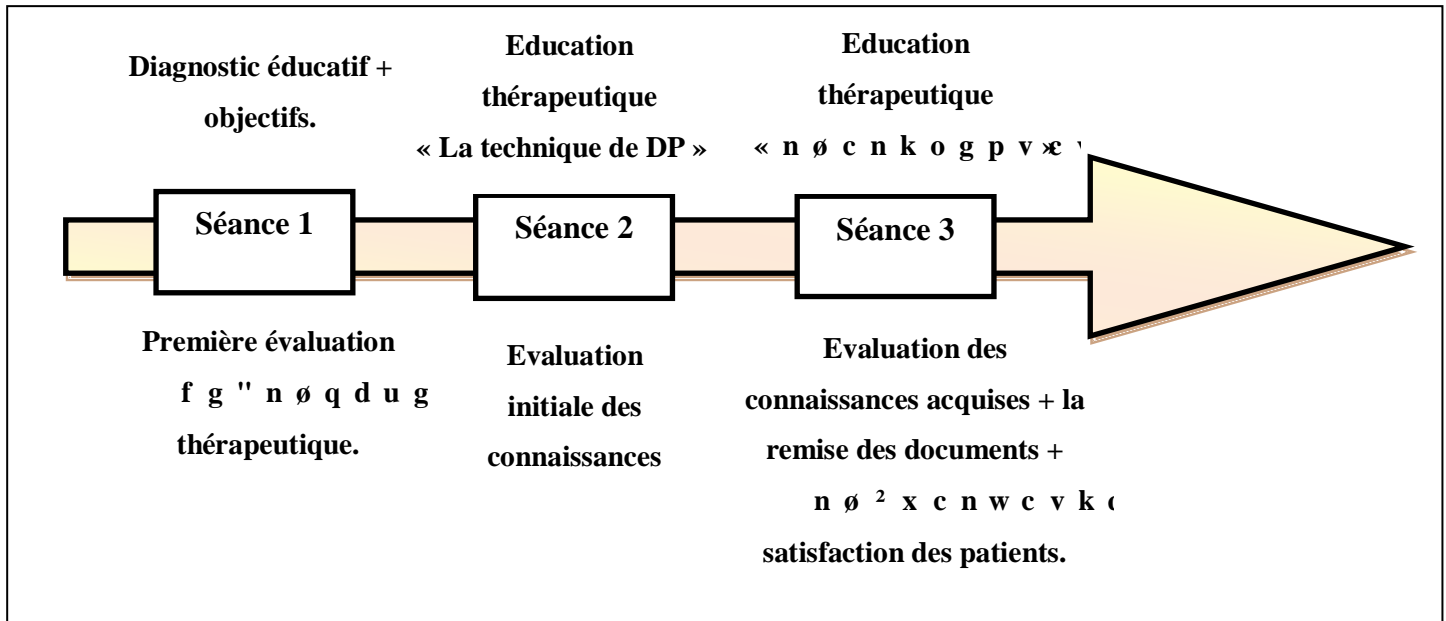 Diagnostic éducatif +
objectifs.
Education
thérapeutique
« La technique de DP »
Education
thérapeutique
« n ø c n k o g p v
Séance 1
Séance 2
Séance 3
Première évaluation
f g " n ø q d u g
thérapeutique.
Evaluation
initiale des
connaissances
Evaluation des
connaissances acquises + la
remise des documents +
n ø ² x c n w c v k
satisfaction des patients.